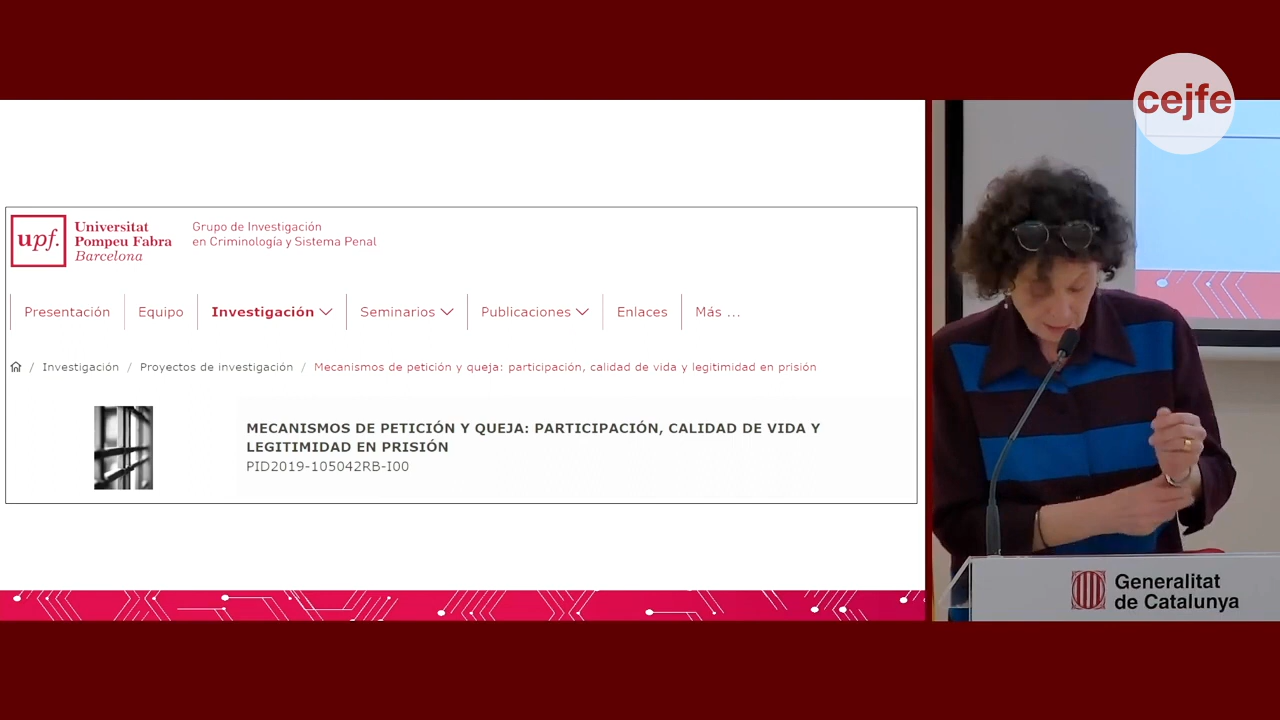 cejfe
upf.
Universitat
Pompeu Fabra
Barcelona
Grupo de Investigación
en Criminología y Sistema Penal
Presentación
Equipo
Investigación
Seminarios
Publicaciones
Enlaces
Más ...
/ Investigación / Proyectos de investigación / Mecanismos de petición y queja: participación, calidad de vida y legitimidad en prisión
MECANISMOS DE PETICIÓN Y QUEJA: PARTICIPACIÓN, CALIDAD DE VIDA Y
LEGITIMIDAD EN PRISIÓN
PID2019-105042RB-I00
Generalitat
de Catalunya